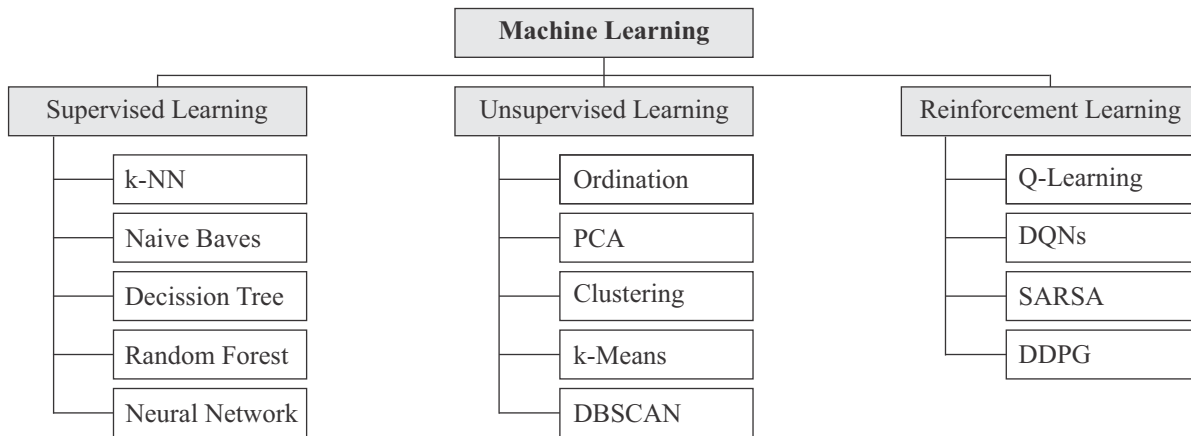 Machine Learning
Supervised Learning
k-NN
Naive Baves
Decission Tree
Random Forest
Neural Network
Unsupervised Learning
Ordination
PCA
Clustering
k-Means
DBSCAN
Reinforcement Learning
Q-Learning
DQNs
SARSA
DDPG